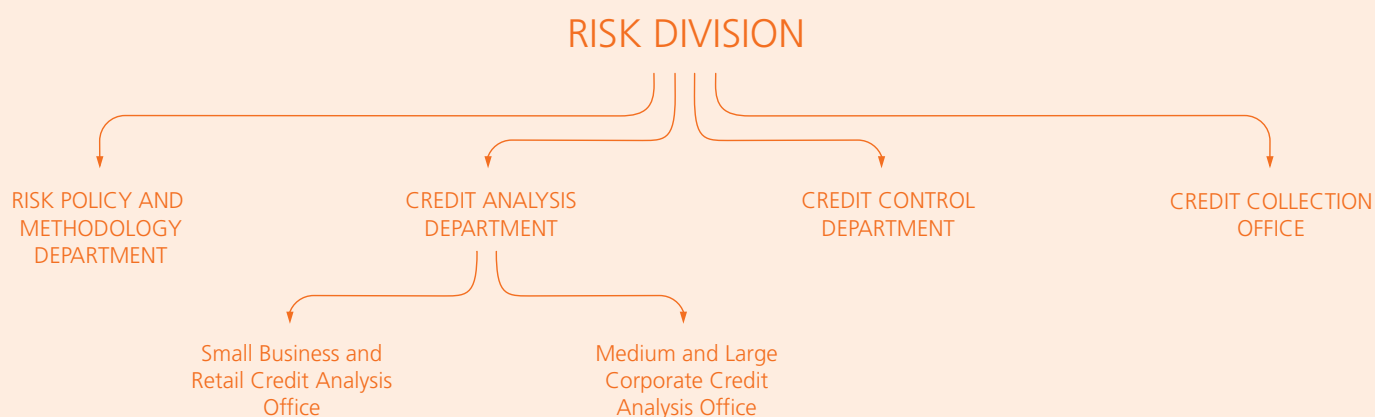 RISK DIVISION
RISK POLICY AND
METHODOLOGY
DEPARTMENT
CREDIT ANALYSIS
DEPARTMENT
CREDIT CONTROL
DEPARTMENT
CREDIT COLLECTION
OFFICE
Small Business and
Retail Credit Analysis
Office
Medium and Large
Corporate Credit
Analysis Office